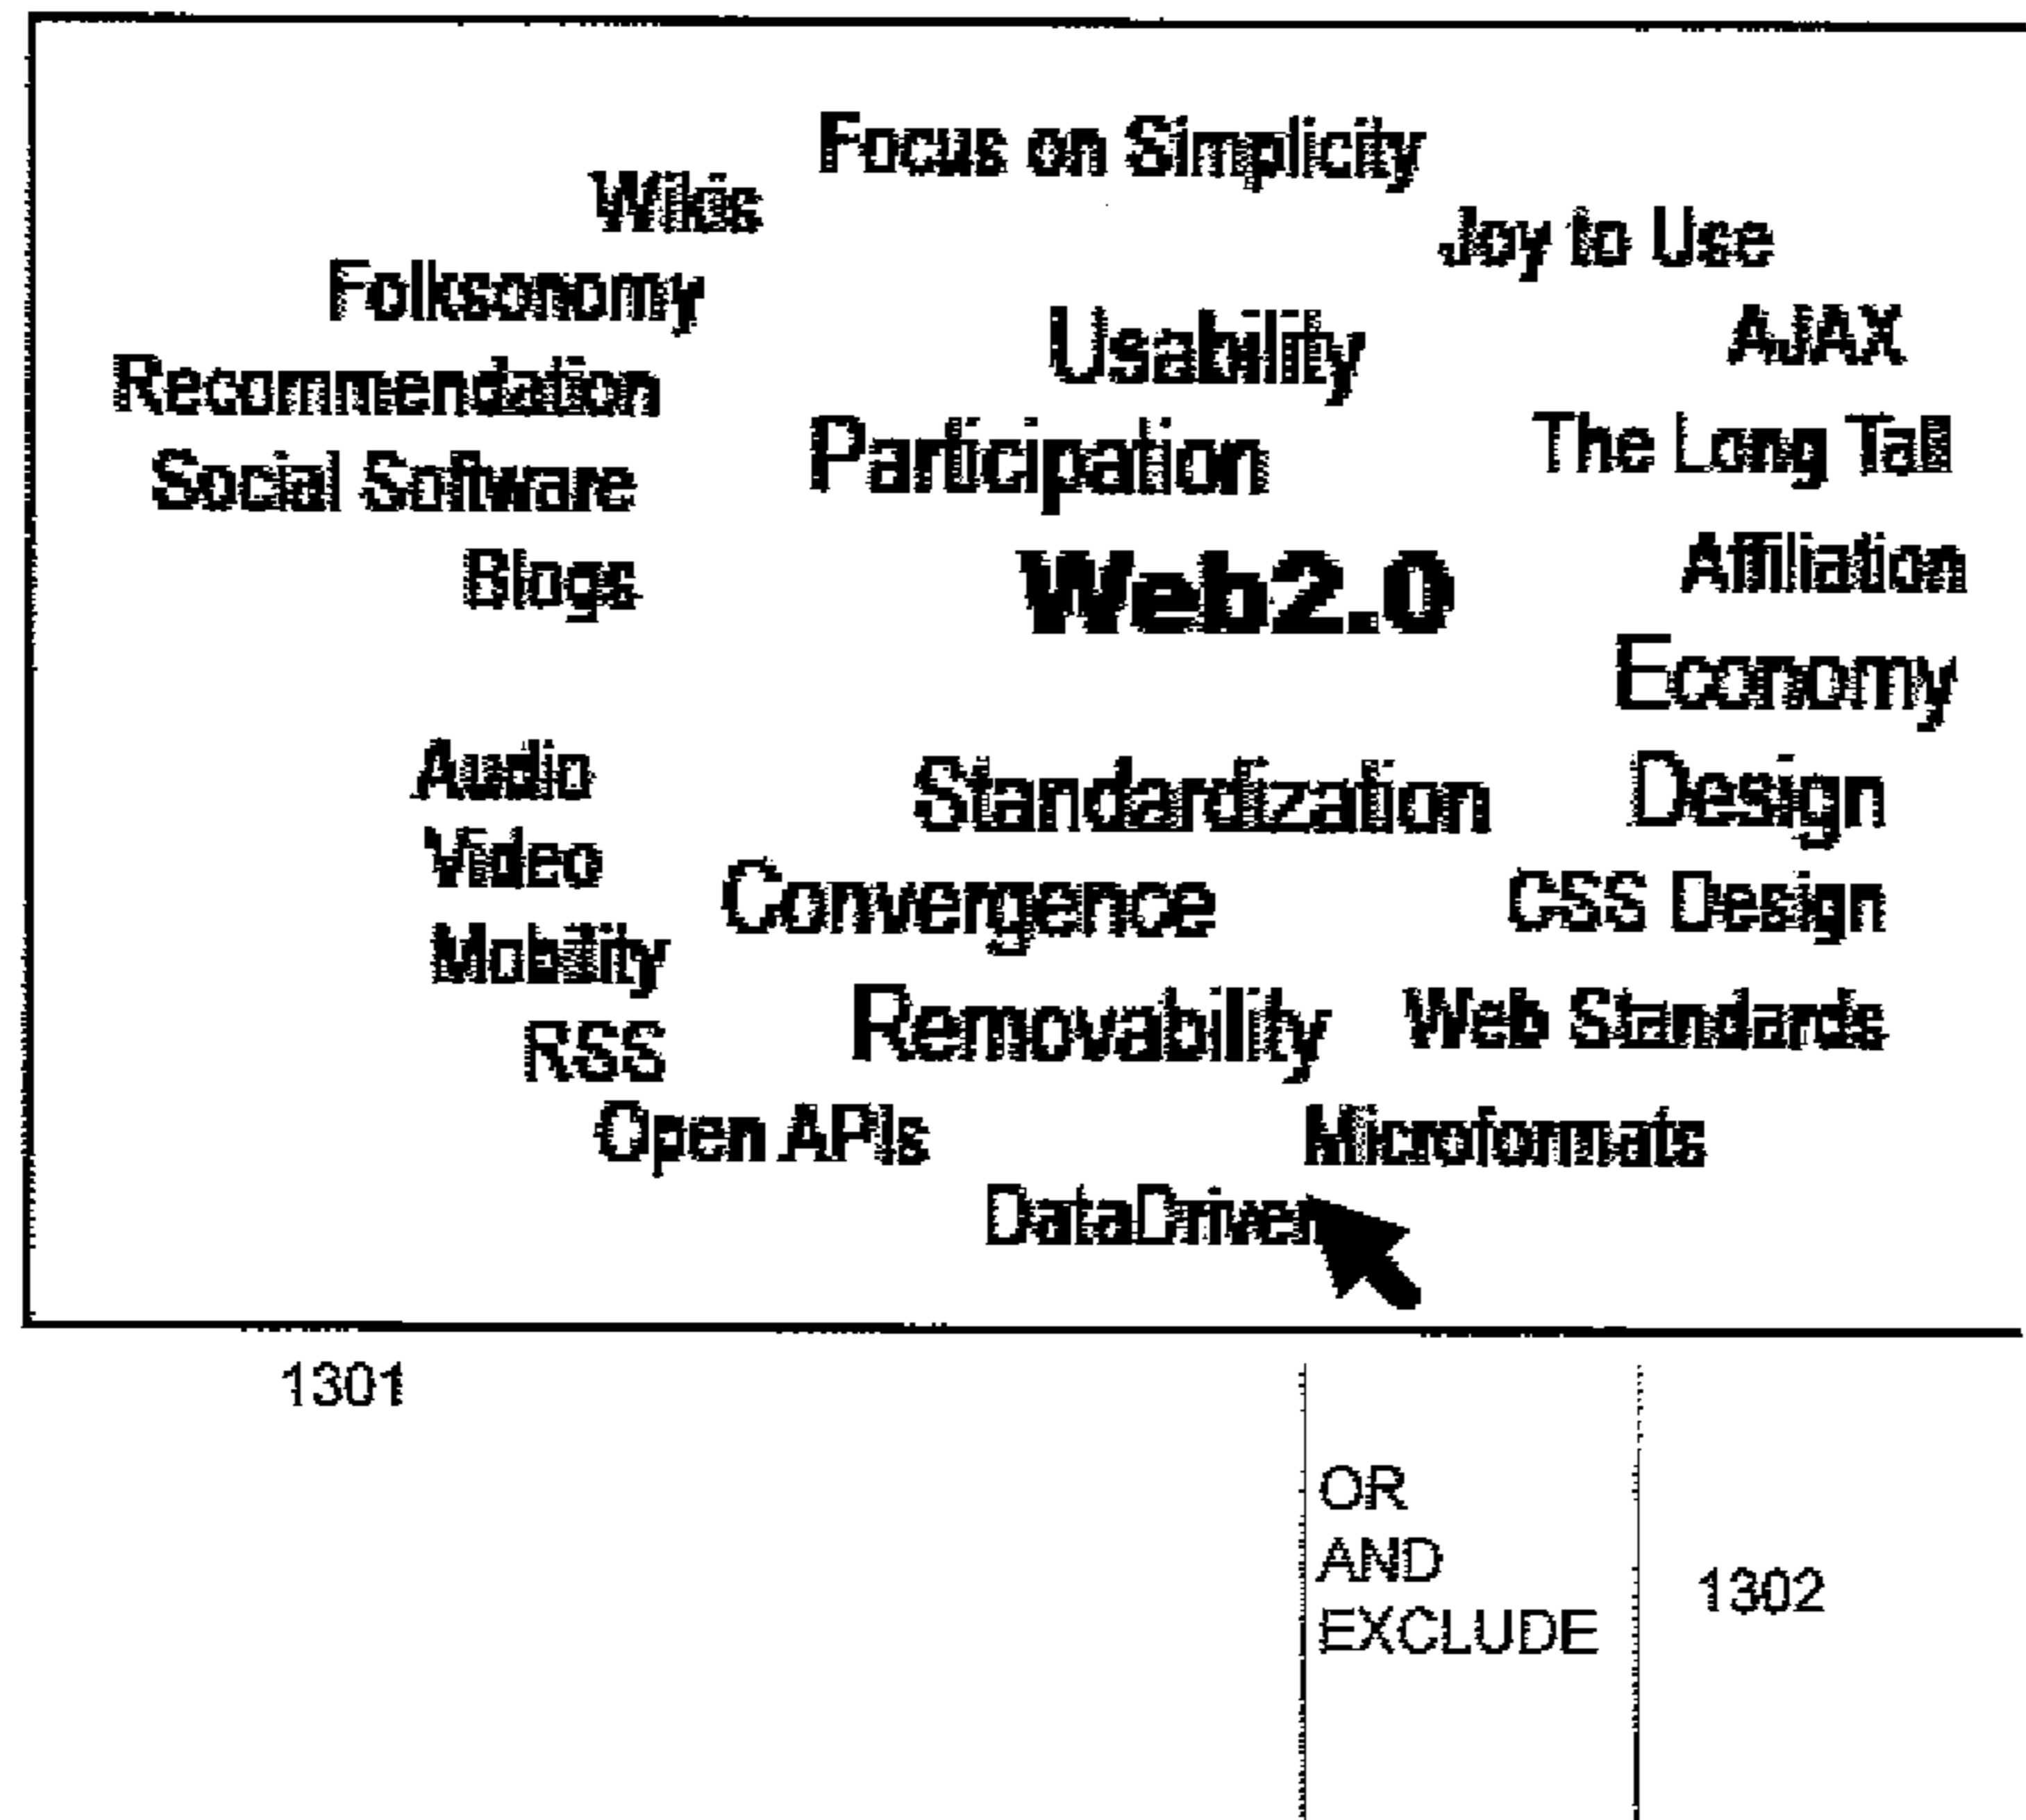 Focus on Simplicity
Wikis
Joy to Use
Folksonomy
Usability
AJAX
Recommendation
Participation
The Long Tall
Social Software
Blogs
Web2.0
Affiliation
Economy
Audio
Standardization
Design
Video
Convergence
CSS Design
Mobility
Removability
Web Standards
RSS
Open APIs
Microformats
DataDriven
1301
OR
AND
EXCLUDE
1302